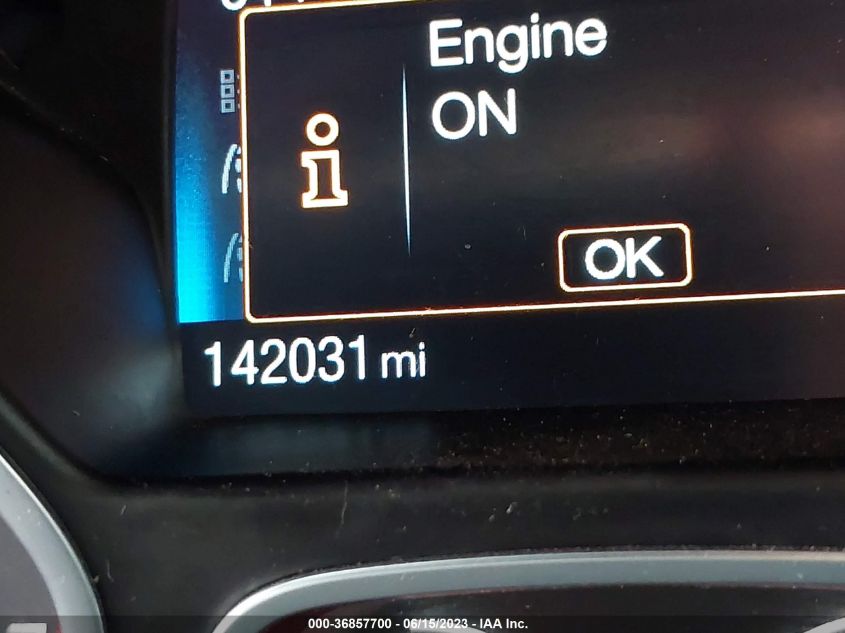 Engine
ON
i
OK
142031 mi
000-36857700 - 06/15/2023 - IAA Inc.